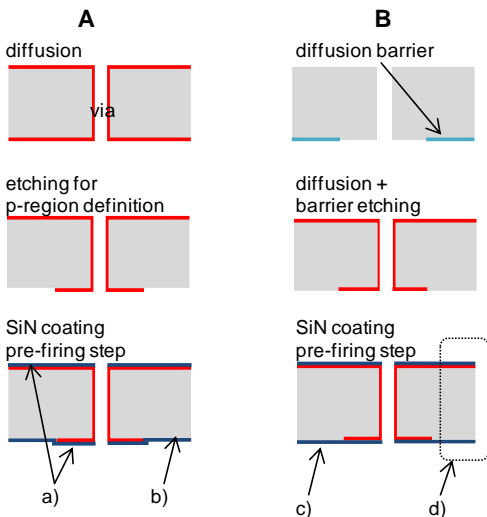 A
diffusion
via
etching for
p-region definition
SiN coating
pre-firing step
a)
b)
B
diffusion barrier
diffusion +
barrier etching
SiN coating
pre-firing step
c)
d)